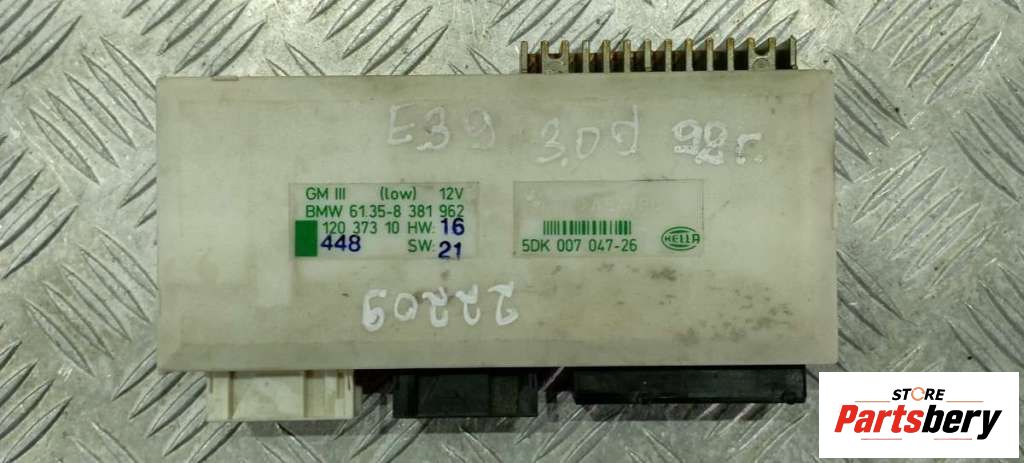 E39 3.0d 99г.
GM III (low) 12V
BMW 61.35-8 381 962
120 373 10 HW: 16
448 SW: 21
5DK 007 047-26
HELLA
22209
STORE
Partsbery